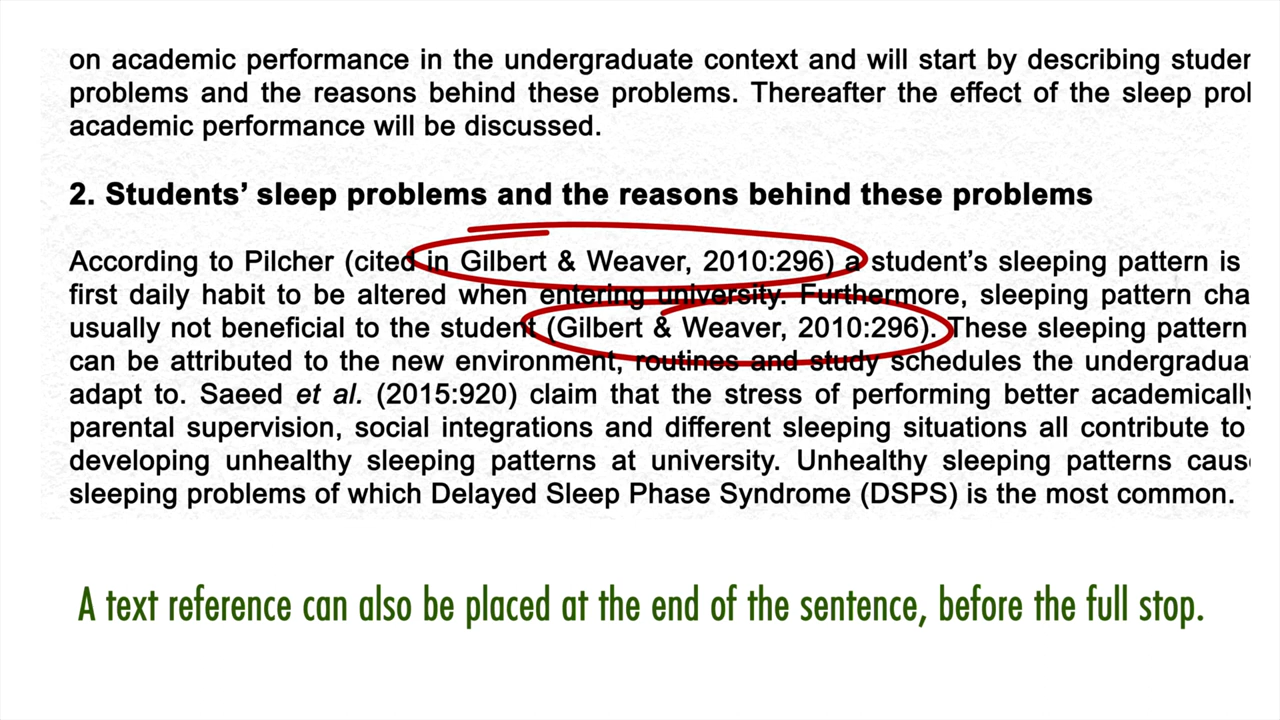 on academic performance in the undergraduate context and will start by describing
problems and the reasons behind these problems. Thereafter the effect of the sleep
academic performance will be discussed.
2. Students’ sleep problems and the reasons behind these problems
According to Pilcher (cited in Gilbert & Weaver, 2010:296) a student’s sleeping pattern is
first daily habit to be altered when entering university. Furthermore, sleeping pattern
usually not beneficial to the student (Gilbert & Weaver, 2010:296). These sleeping pattern
can be attributed to the new environment, routines and study schedules the
adapt to. Saeed et al. (2015:920) claim that the stress of performing better
parental supervision, social integrations and different sleeping situations all contribute to
developing unhealthy sleeping patterns at university. Unhealthy sleeping patterns
sleeping problems of which Delayed Sleep Phase Syndrome (DSPS) is the most common.
A text reference can also be placed at the end of the sentence, before the full stop.